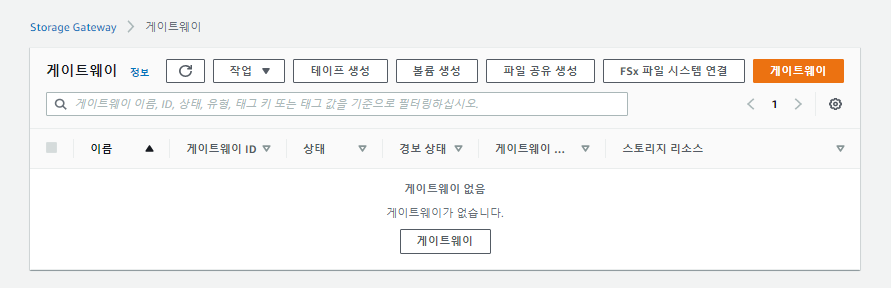 Storage Gateway > 게이트웨이
게이트웨이 정보 작업 테이프 생성 볼륨 생성 파일 공유 생성 FSx 파일 시스템 연결 게이트웨이
게이트웨이 이름, ID, 상태, 유형, 태그 키 또는 태그 값을 기준으로 필터링하십시오. 1
이름 게이트웨이 ID 상태 경보 상태 게이트웨이 ... 스토리지 리소스
게이트웨이 없음
게이트웨이가 없습니다.
게이트웨이